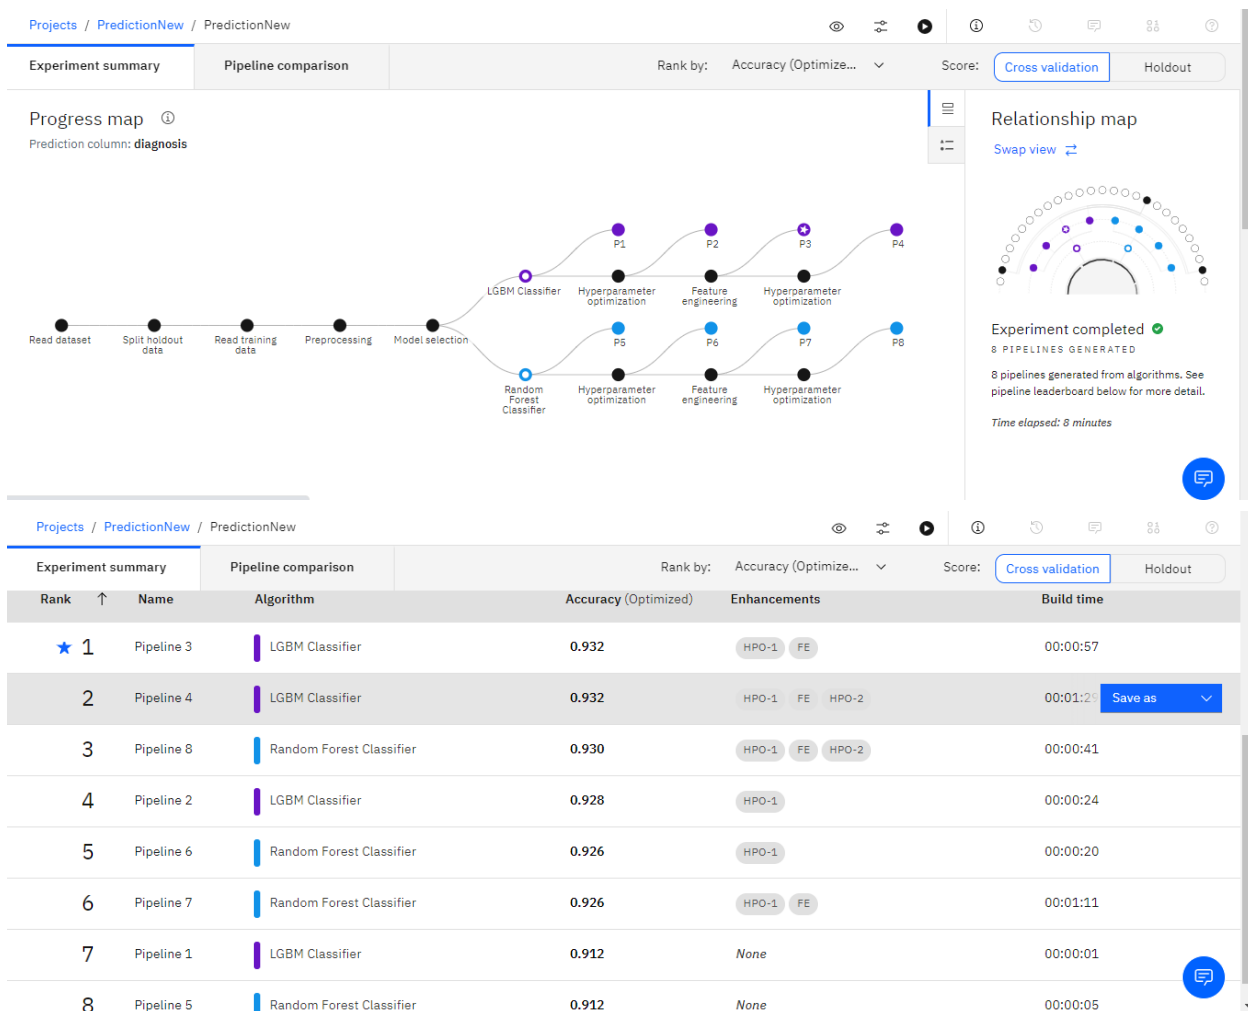 Projects / PredictionNew / PredictionNew
Experiment summary Pipeline comparison Rank by: Accuracy (Optimize... Score: Cross validation Holdout
Progress map
Prediction column: diagnosis
Relationship map
Swap view
P1 P2 P3 P4
LGBM Classifier Hyperparameter optimization Feature engineering Hyperparameter optimization
Read dataset Split holdout data Read training data Preprocessing Model selection
P5 P6 P7 P8
Random Forest Classifier Hyperparameter optimization Feature engineering Hyperparameter optimization
Experiment completed
8 PIPELINES GENERATED
8 pipelines generated from algorithms. See
pipeline leaderboard below for more detail.
Time elapsed: 8 minutes
Projects / PredictionNew / PredictionNew
Experiment summary Pipeline comparison Rank by: Accuracy (Optimize... Score: Cross validation Holdout
Rank Name Algorithm Accuracy (Optimized) Enhancements Build time
1 Pipeline 3 LGBM Classifier 0.932 HPO-1 FE 00:00:57
2 Pipeline 4 LGBM Classifier 0.932 HPO-1 FE HPO-2 00:01:29 Save as
3 Pipeline 8 Random Forest Classifier 0.930 HPO-1 FE HPO-2 00:00:41
4 Pipeline 2 LGBM Classifier 0.928 HPO-1 00:00:24
5 Pipeline 6 Random Forest Classifier 0.926 HPO-1 00:00:20
6 Pipeline 7 Random Forest Classifier 0.926 HPO-1 FE 00:01:11
7 Pipeline 1 LGBM Classifier 0.912 None 00:00:01
8 Pipeline 5 Random Forest Classifier 0.912 None 00:00:05